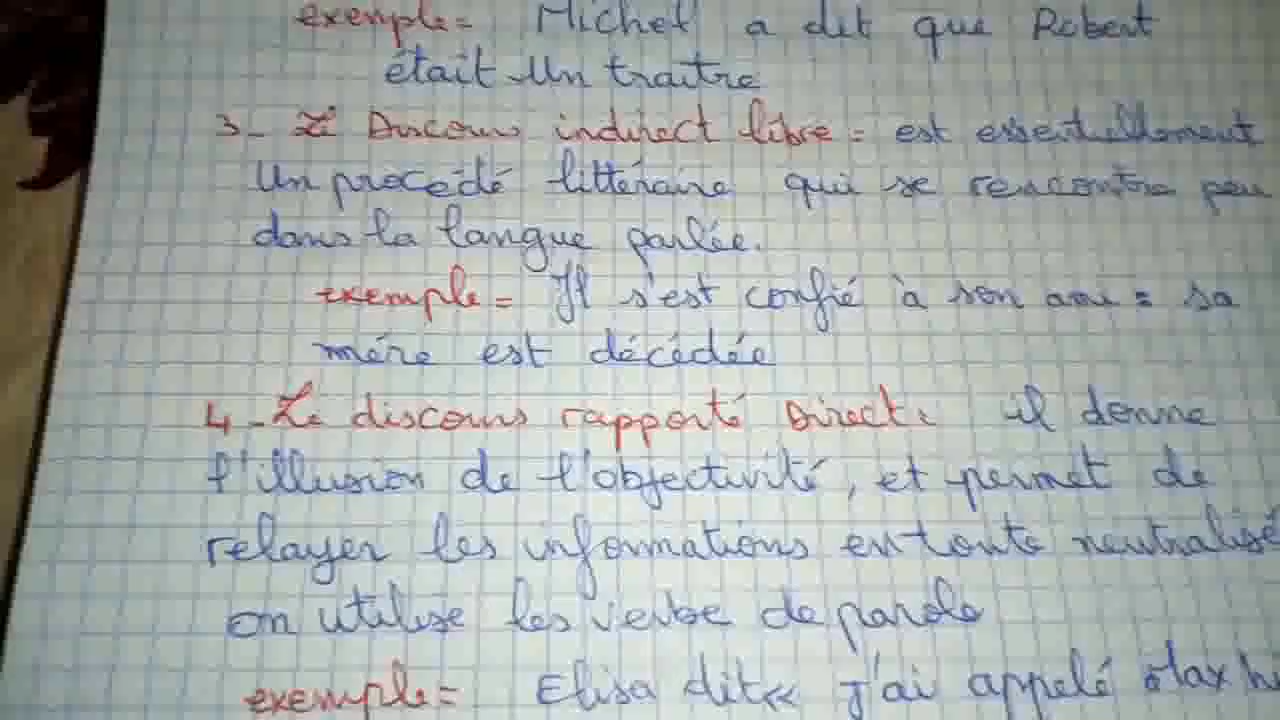 exemple = Michel a dit que Robert
était un traitre
3- Le Discours indirect libre = est essentiellement
Un procédé littéraire qui se rencontre peu
dans la langue parlée.
exemple = Il s'est confié à son ami = sa
mére est décédée
4-Le discours rapporté Direct : il donne
l'illusion de l'objectivité, et permet de
relayer les informations en toute neutralisé
on utilise les verbe de parole
exemple = Elisa dit « J'ai appelé Max